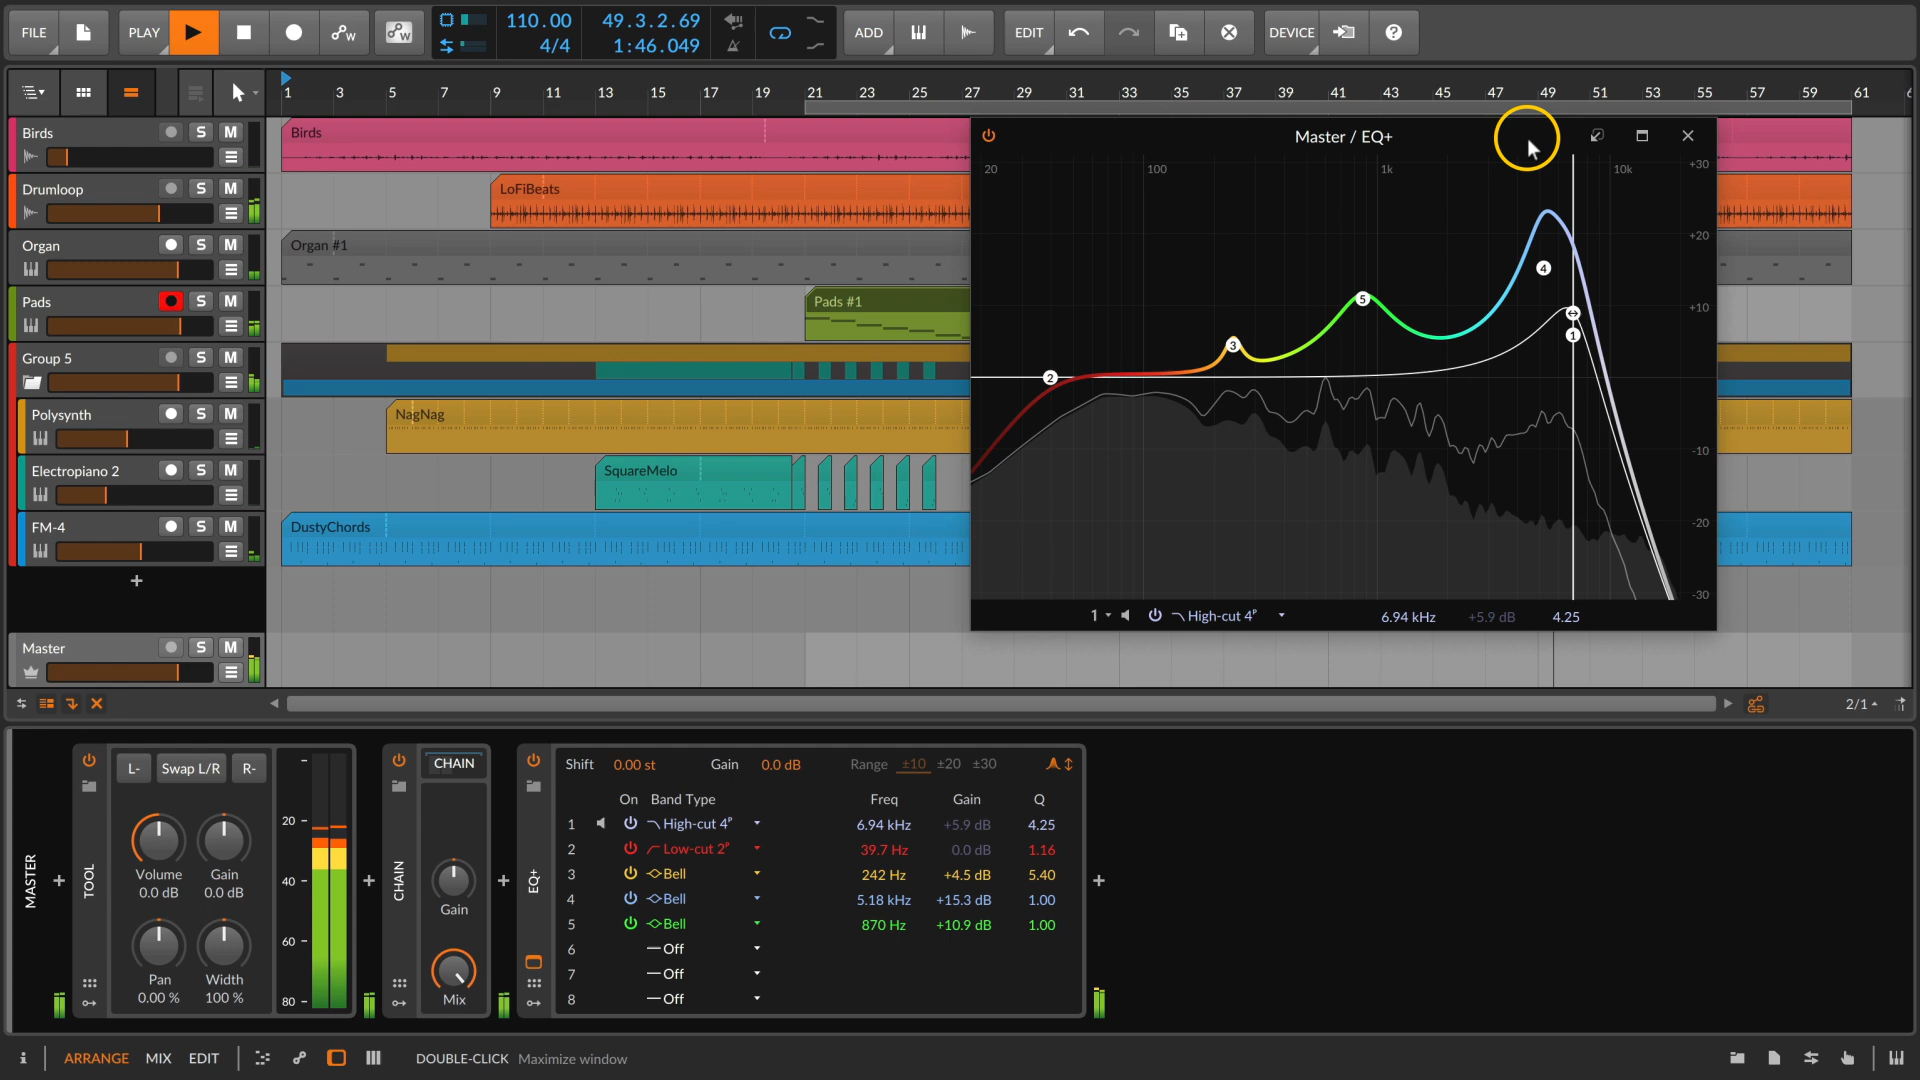 FILE PLAY 110.00 4/4 49.3.2.69 1:46.049 ADD EDIT DEVICE
1 3 5 7 9 11 13 15 17 19 21 23 25 27 29 31 33 35 37 39 41 43 45 47 49 51 53 55 57 59 61
Birds S M
Birds
Drumloop S M
LoFiBeats
Organ S M
Organ #1
Pads S M
Pads #1
Group 5 S M
Polysynth S M
NagNag
Electropiano 2 S M
SquareMelo
FM-4 S M
DustyChords
+
Master S M
Master / EQ+
20 100 1k 10k +30
+20
+10
-10
-20
-30
2 3 5 4 1
1 High-cut 4ᴾ 6.94 kHz +5.9 dB 4.25
2/1
MASTER
TOOL
L- Swap L/R R-
Volume
0.0 dB
Gain
0.0 dB
Pan
0.00 %
Width
100 %
20
40
60
80
CHAIN
CHAIN
Gain
Mix
EQ+
Shift 0.00 st Gain 0.0 dB Range ±10 ±20 ±30
On Band Type Freq Gain Q
1 High-cut 4ᴾ 6.94 kHz +5.9 dB 4.25
2 Low-cut 2ᴾ 39.7 Hz 0.0 dB 1.16
3 Bell 242 Hz +4.5 dB 5.40
4 Bell 5.18 kHz +15.3 dB 1.00
5 Bell 870 Hz +10.9 dB 1.00
6 Off
7 Off
8 Off
i ARRANGE MIX EDIT DOUBLE-CLICK Maximize window